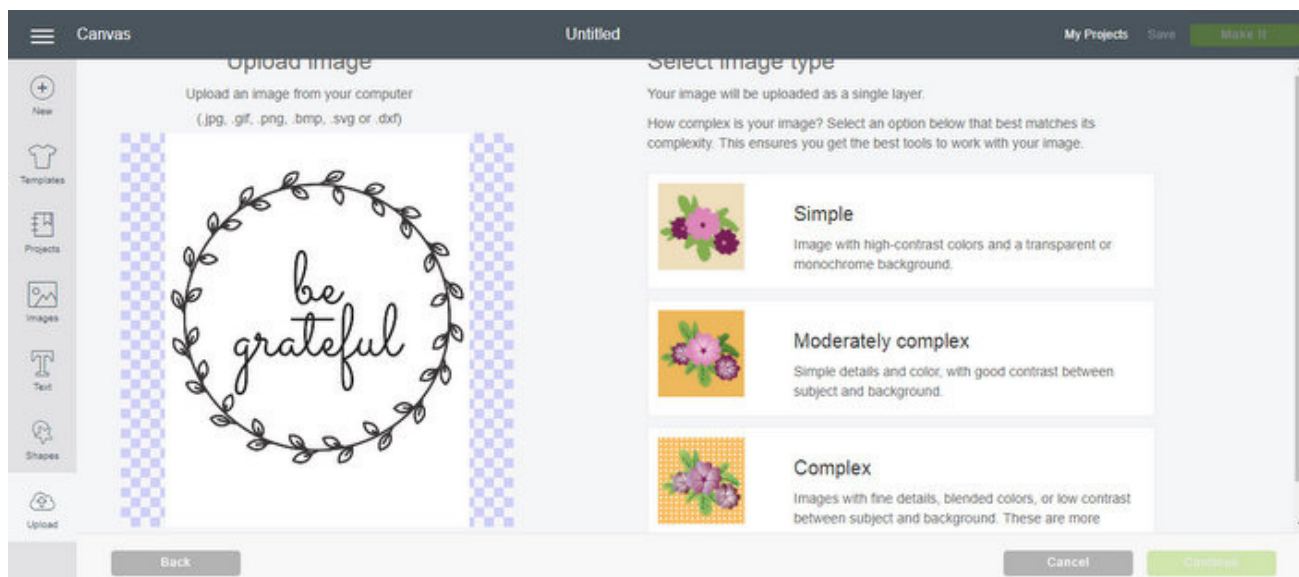 Canvas
Untitled
My Projects
Save
Make It
New
Templates
Projects
Images
Text
Shapes
Upload
Upload Image
Upload an image from your computer
(.jpg, .gif, .png, .bmp, .svg or .dxf)
be
grateful
Select image type
Your image will be uploaded as a single layer.
How complex is your image? Select an option below that best matches its
complexity. This ensures you get the best tools to work with your image.
Simple
Image with high-contrast colors and a transparent or
monochrome background.
Moderately complex
Simple details and color, with good contrast between
subject and background.
Complex
Images with fine details, blended colors, or low contrast
between subject and background. These are more
Back
Cancel
Continue